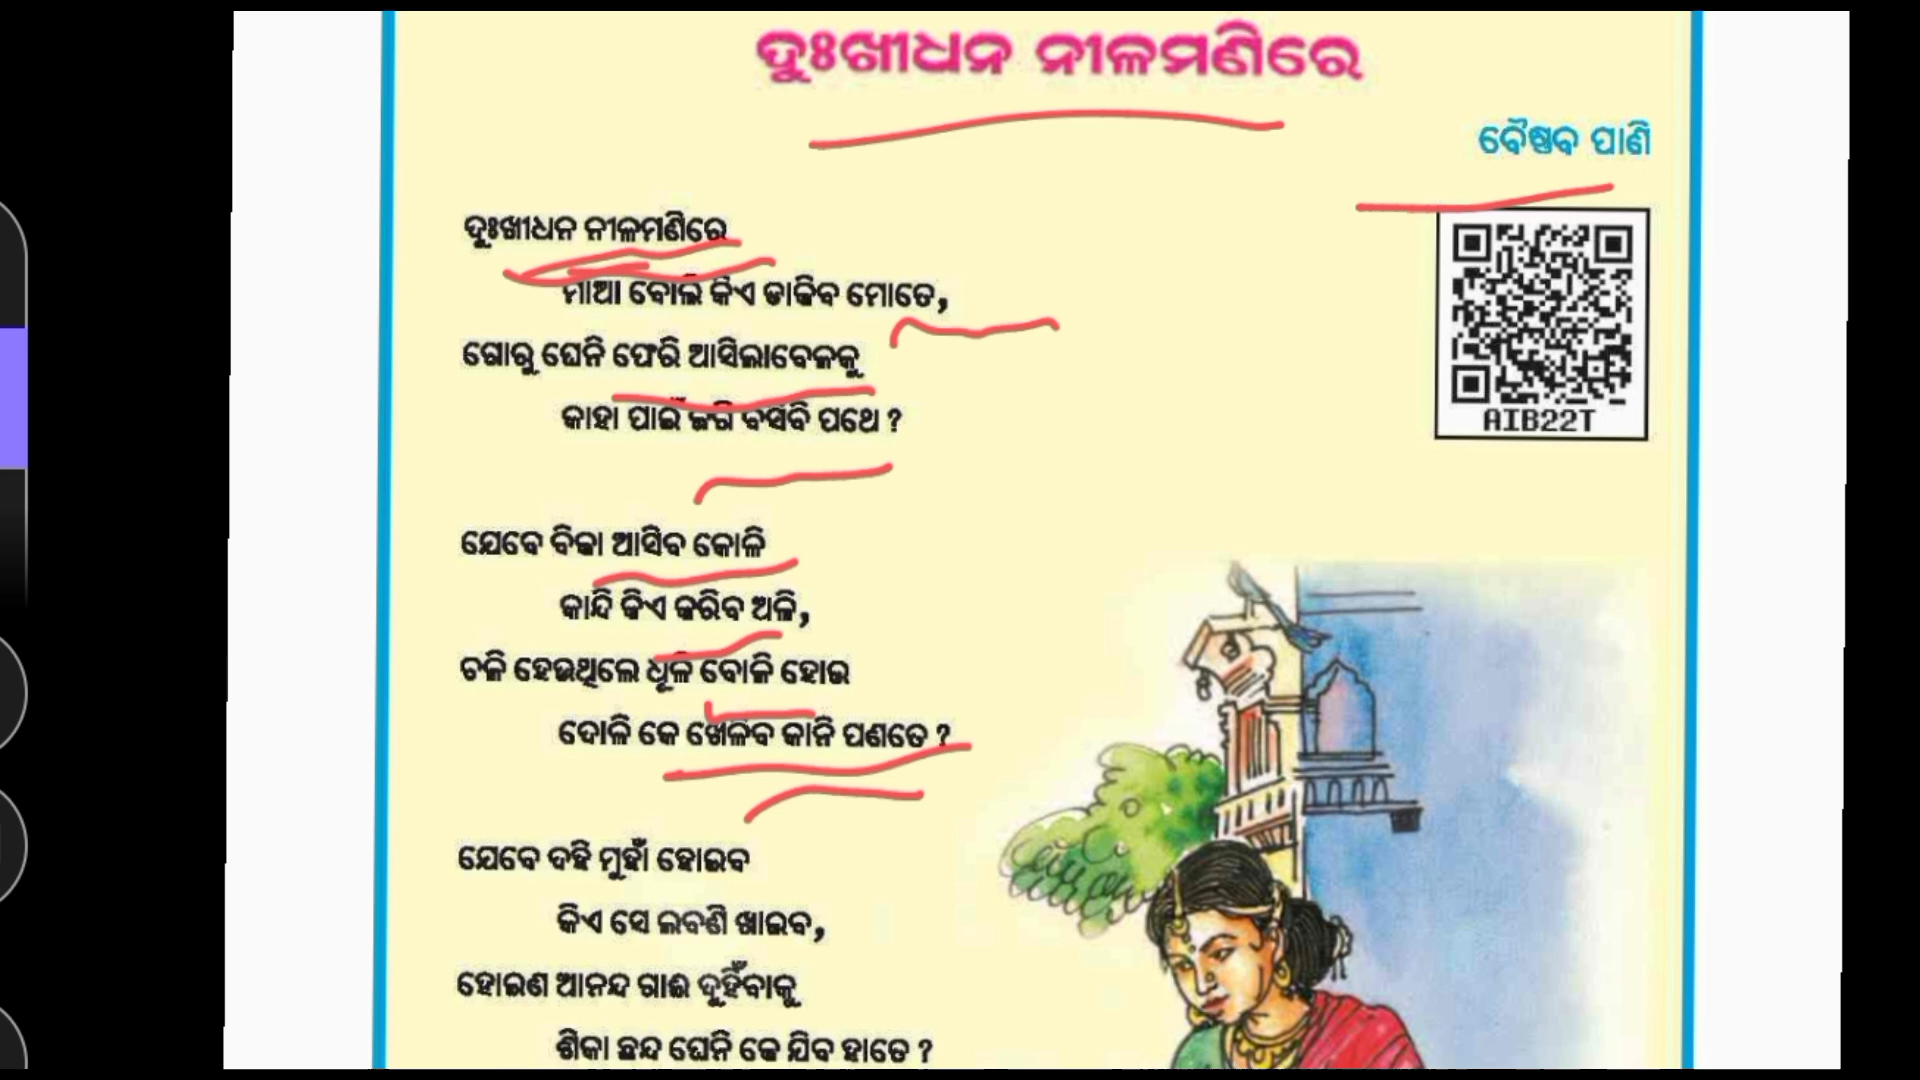 ଦୁଃଖୀଧନ ନୀଳମଣିରେ
ବୈଷ୍ଣବ ପାଣି
ଦୁଃଖୀଧନ ନୀଳମଣିରେ
ମାଆ ବୋଲି କିଏ ଡାକିବ ମୋତେ,
ଗୋରୁ ଘେନି ଫେରି ଆସିଲାବେଳକୁ
କାହା ପାଇଁ ଜଗି ବସିବି ପଥେ ?
AIB22T
ଯେବେ ବିକା ଆସିବ କୋଳି
କାନ୍ଦି କିଏ କରିବ ଅଳି,
ଚଳି ହେଉଥିଲେ ଧୂଳି ବୋଳି ହୋଇ
ଦୋଳି କେ ଖେଳିବ କାନି ପଣତେ ?
ଯେବେ ଦହି ମୁହାଁ ହୋଇବ
କିଏ ସେ ଲବଣି ଖାଇବ,
ହୋଇଣ ଆନନ୍ଦ ଗାଈ ଦୁହିଁବାକୁ
ଶିକା ଛନ୍ଦ ଘେନି କେ ଯିବ ହାତେ ?